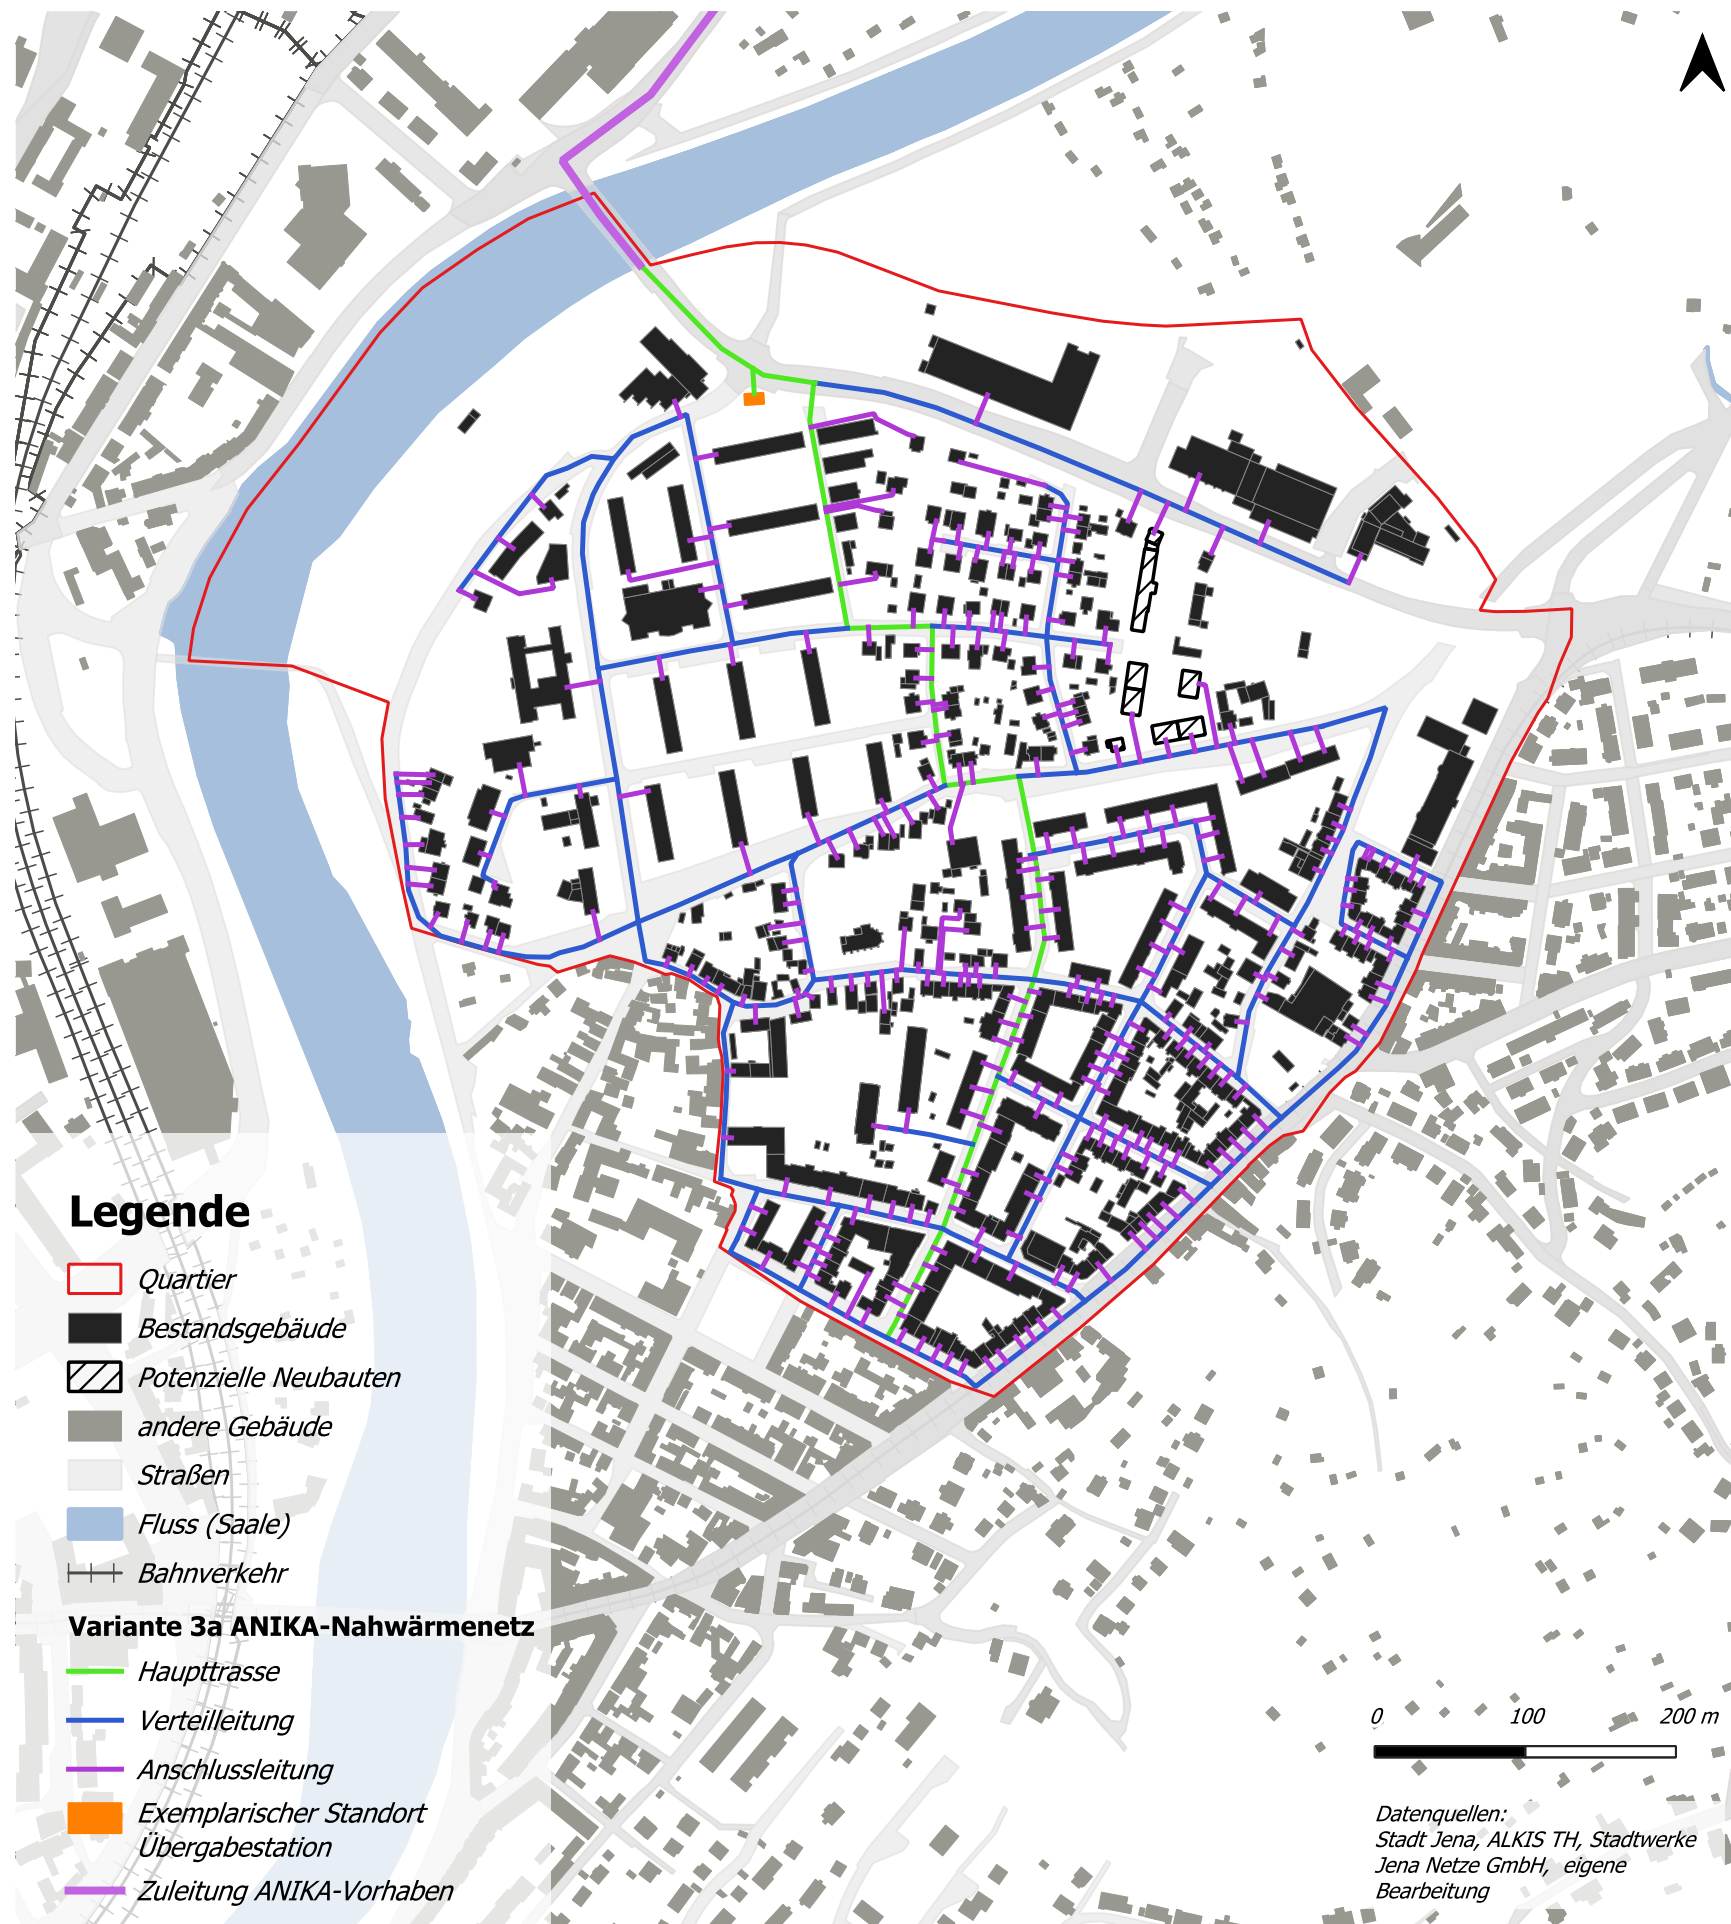 Legende
Quartier
Bestandsgebäude
Potenzielle Neubauten
andere Gebäude
Straßen
Fluss (Saale)
Bahnverkehr
Variante 3a ANIKA-Nahwärmenetz
Haupttrasse
Verteilleitung
Anschlussleitung
Exemplarischer Standort
Übergabestation
Zuleitung ANIKA-Vorhaben
0 100 200 m
Datenquellen:
Stadt Jena, ALKIS TH, Stadtwerke
Jena Netze GmbH, eigene
Bearbeitung